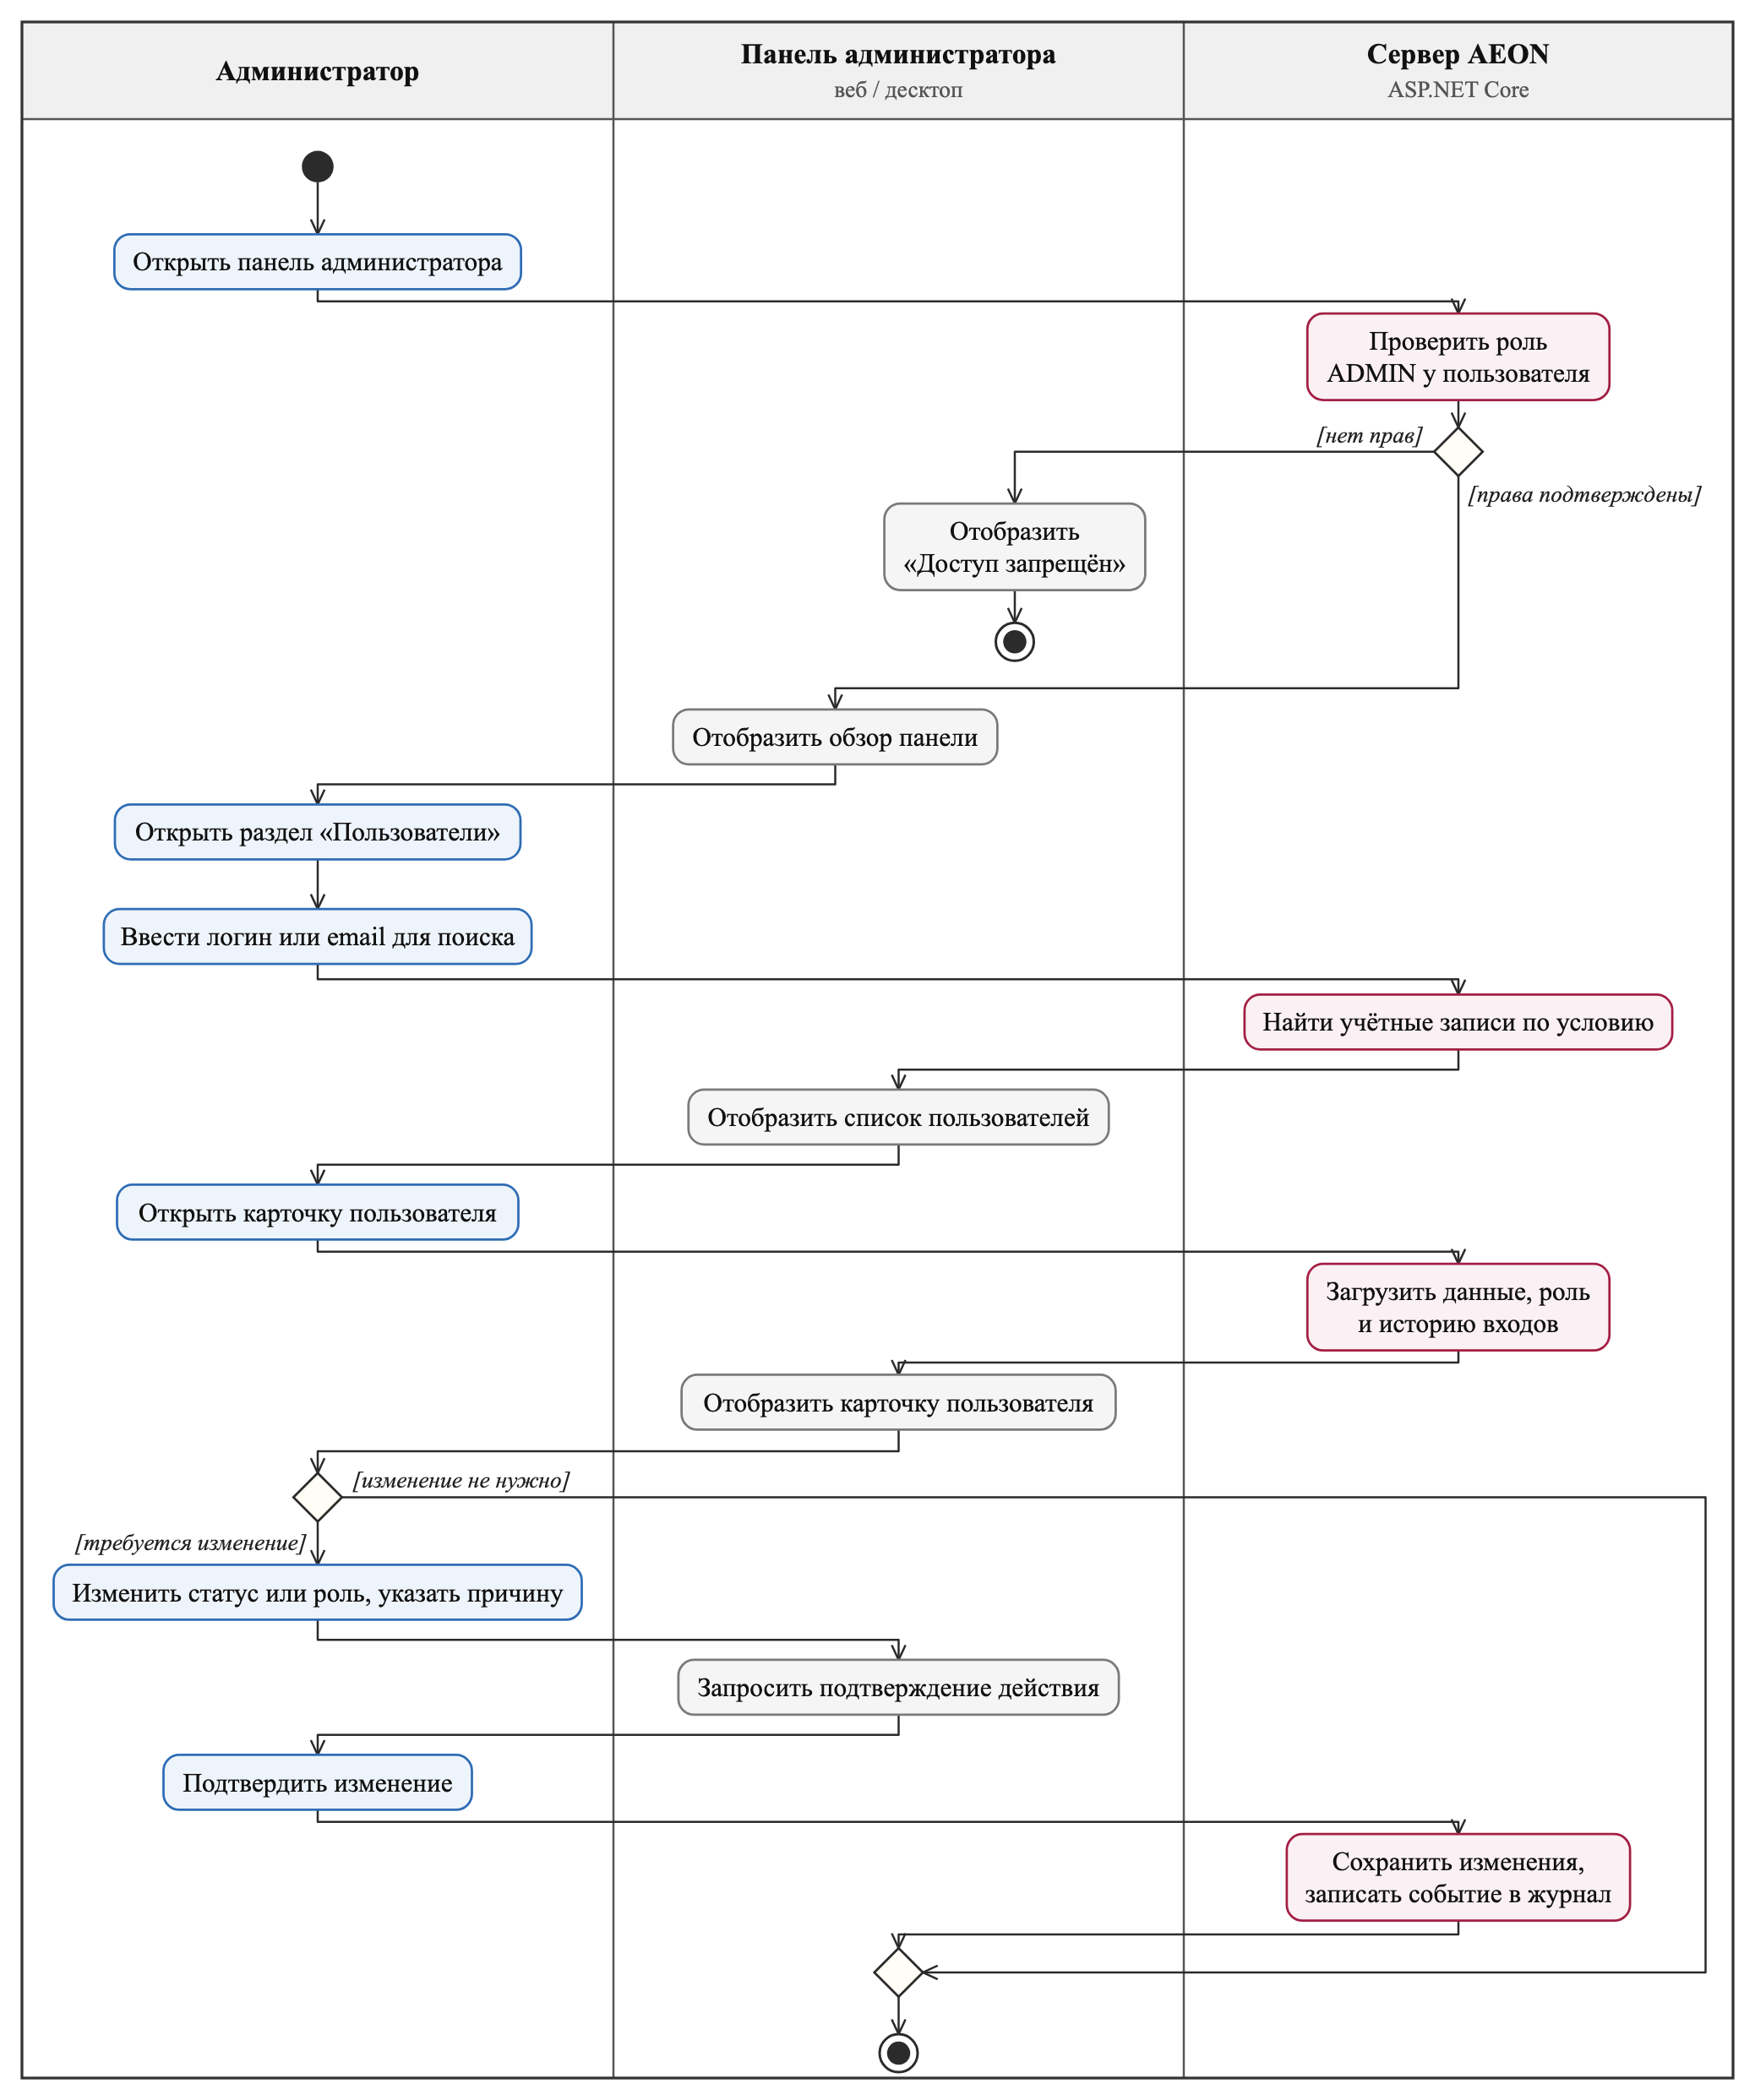 Администратор
Панель администратора
веб / десктоп
Сервер AEON
ASP.NET Core
Открыть панель администратора
Проверить роль
ADMIN у пользователя
[нет прав]
[права подтверждены]
Отобразить
«Доступ запрещён»
Отобразить обзор панели
Открыть раздел «Пользователи»
Ввести логин или email для поиска
Найти учётные записи по условию
Отобразить список пользователей
Открыть карточку пользователя
Загрузить данные, роль
и историю входов
Отобразить карточку пользователя
[изменение не нужно]
[требуется изменение]
Изменить статус или роль, указать причину
Запросить подтверждение действия
Подтвердить изменение
Сохранить изменения,
записать событие в журнал